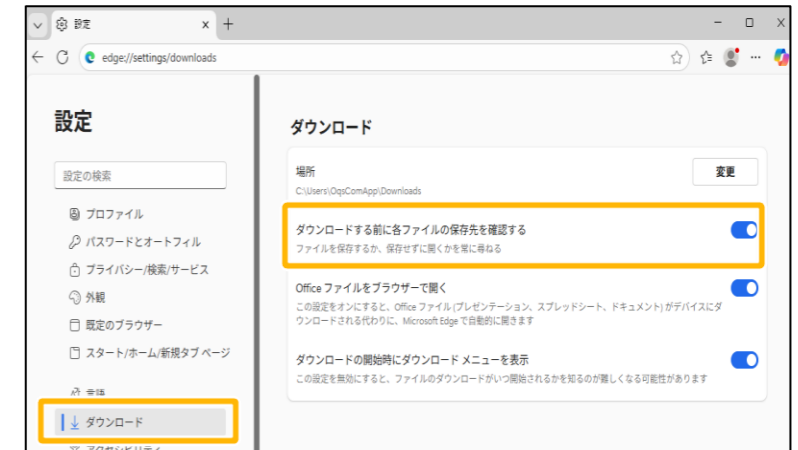 設定
edge://settings/downloads
設定
設定の検索
プロファイル
パスワードとオートフィル
プライバシー/検索/サービス
外観
既定のブラウザー
スタート/ホーム/新規タブ ページ
言語
ダウンロード
アクセシビリティ
ダウンロード
場所
C:\Users\OqsComApp\Downloads
変更
ダウンロードする前に各ファイルの保存先を確認する
ファイルを保存するか、保存せずに開くかを常に尋ねる
Office ファイルをブラウザーで開く
この設定をオンにすると、Office ファイル (プレゼンテーション、スプレッドシート、ドキュメント) がデバイスにダ
ウンロードされる代わりに、Microsoft Edge で自動的に開きます
ダウンロードの開始時にダウンロード メニューを表示
この設定を無効にすると、ファイルのダウンロードがいつ開始されるかを知るのが難しくなる可能性があります